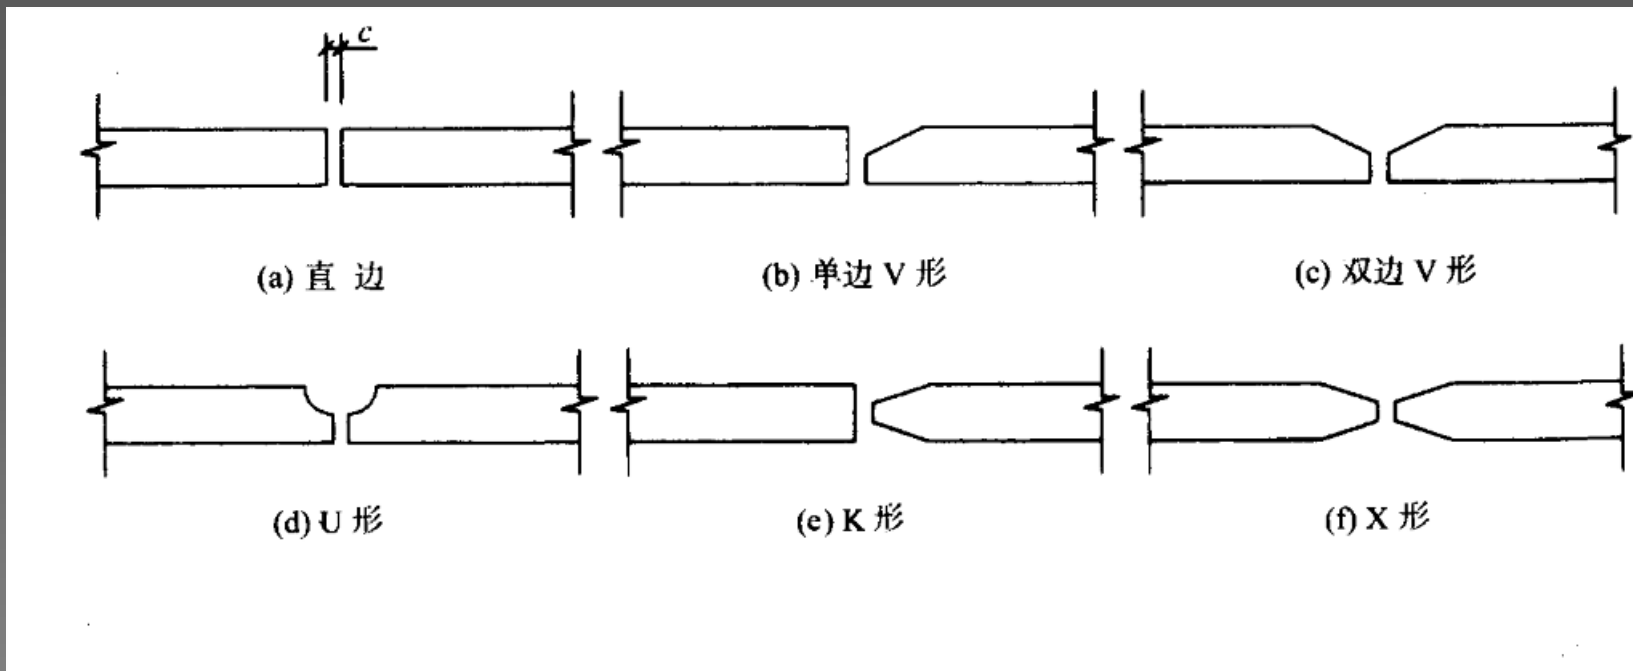 c
(a) 直 边
(b) 单边 V 形
(c) 双边 V 形
(d) U 形
(e) K 形
(f) X 形